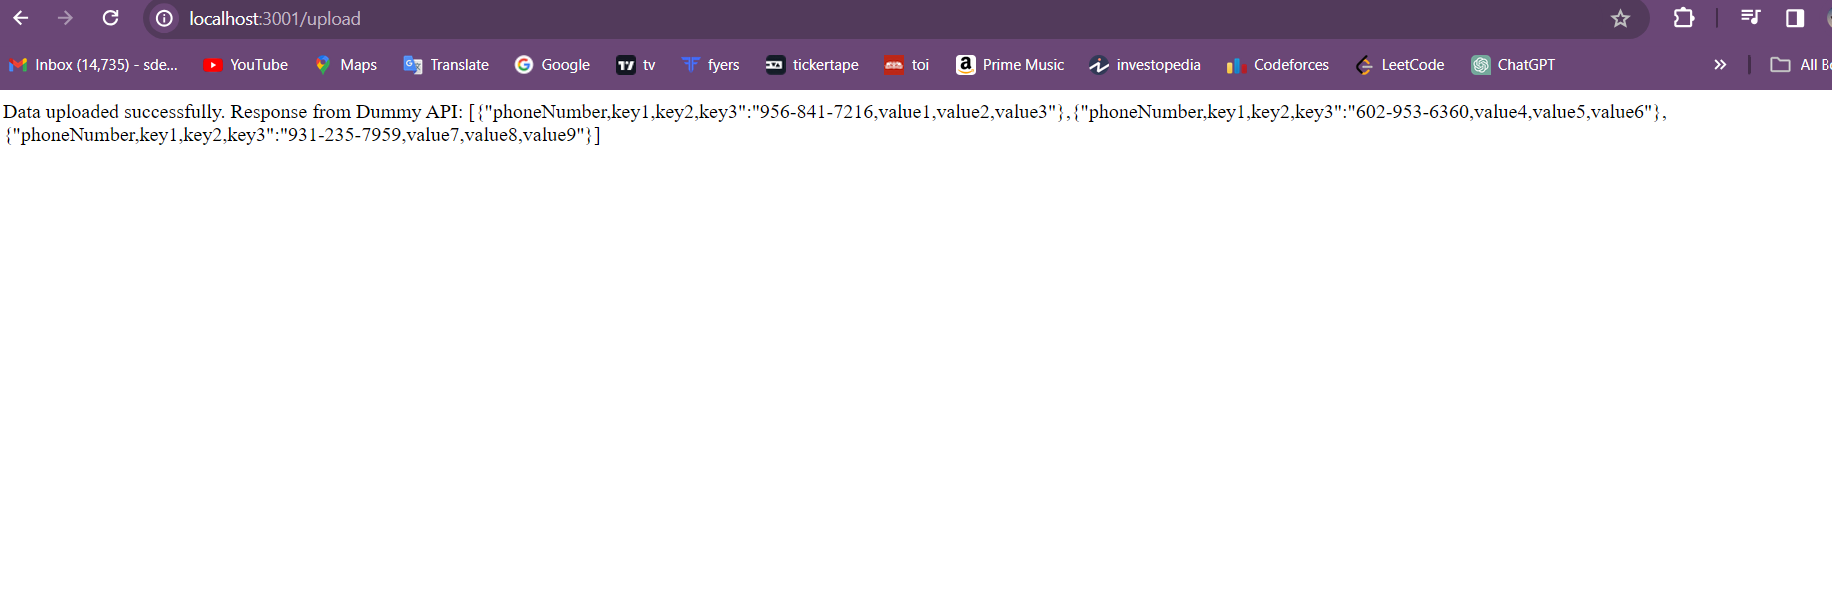 localhost:3001/upload
Inbox (14,735) - sde... YouTube Maps Translate Google tv fyers tickertape toi Prime Music investopedia Codeforces LeetCode ChatGPT » All Bo
Data uploaded successfully. Response from Dummy API: [{"phoneNumber,key1,key2,key3":"956-841-7216,value1,value2,value3"},{"phoneNumber,key1,key2,key3":"602-953-6360,value4,value5,value6"},
{"phoneNumber,key1,key2,key3":"931-235-7959,value7,value8,value9"}]